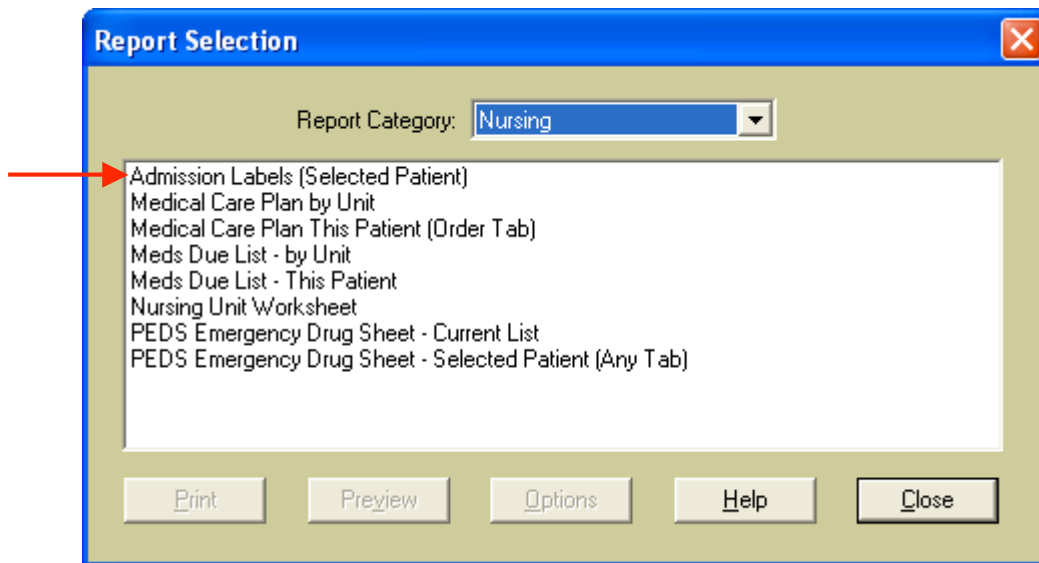 Report Selection
Report Category: Nursing
Admission Labels (Selected Patient)
Medical Care Plan by Unit
Medical Care Plan This Patient (Order Tab)
Meds Due List - by Unit
Meds Due List - This Patient
Nursing Unit Worksheet
PEDS Emergency Drug Sheet - Current List
PEDS Emergency Drug Sheet - Selected Patient (Any Tab)
Print Preview Options Help Close